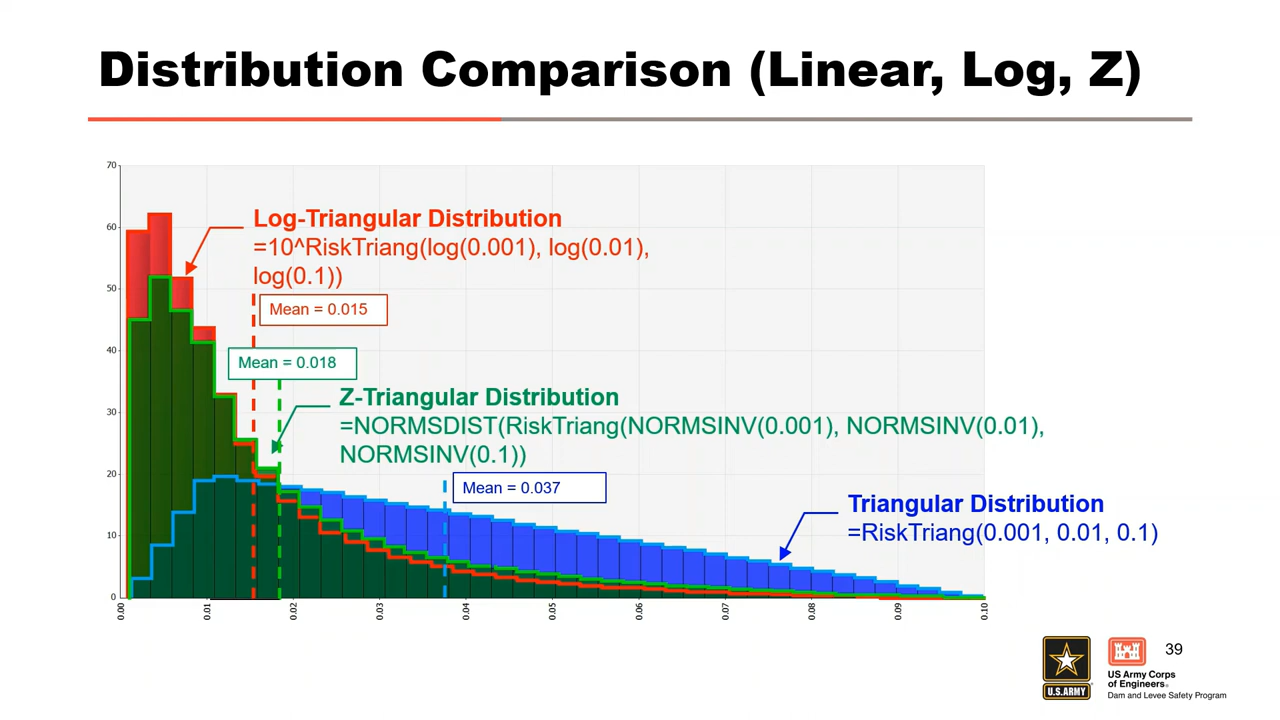 Distribution Comparison (Linear, Log, Z)
70
60
50
40
30
20
10
0
Log-Triangular Distribution
=10^RiskTriang(log(0.001), log(0.01),
log(0.1))
Mean = 0.015
Mean = 0.018
Z-Triangular Distribution
=NORMSDIST(RiskTriang(NORMSINV(0.001), NORMSINV(0.01),
NORMSINV(0.1))
Mean = 0.037
Triangular Distribution
=RiskTriang(0.001, 0.01, 0.1)
0.00
0.01
0.02
0.03
0.04
0.05
0.06
0.07
0.08
0.09
0.10
U.S. ARMY
US Army Corps
of Engineers®
Dam and Levee Safety Program
39